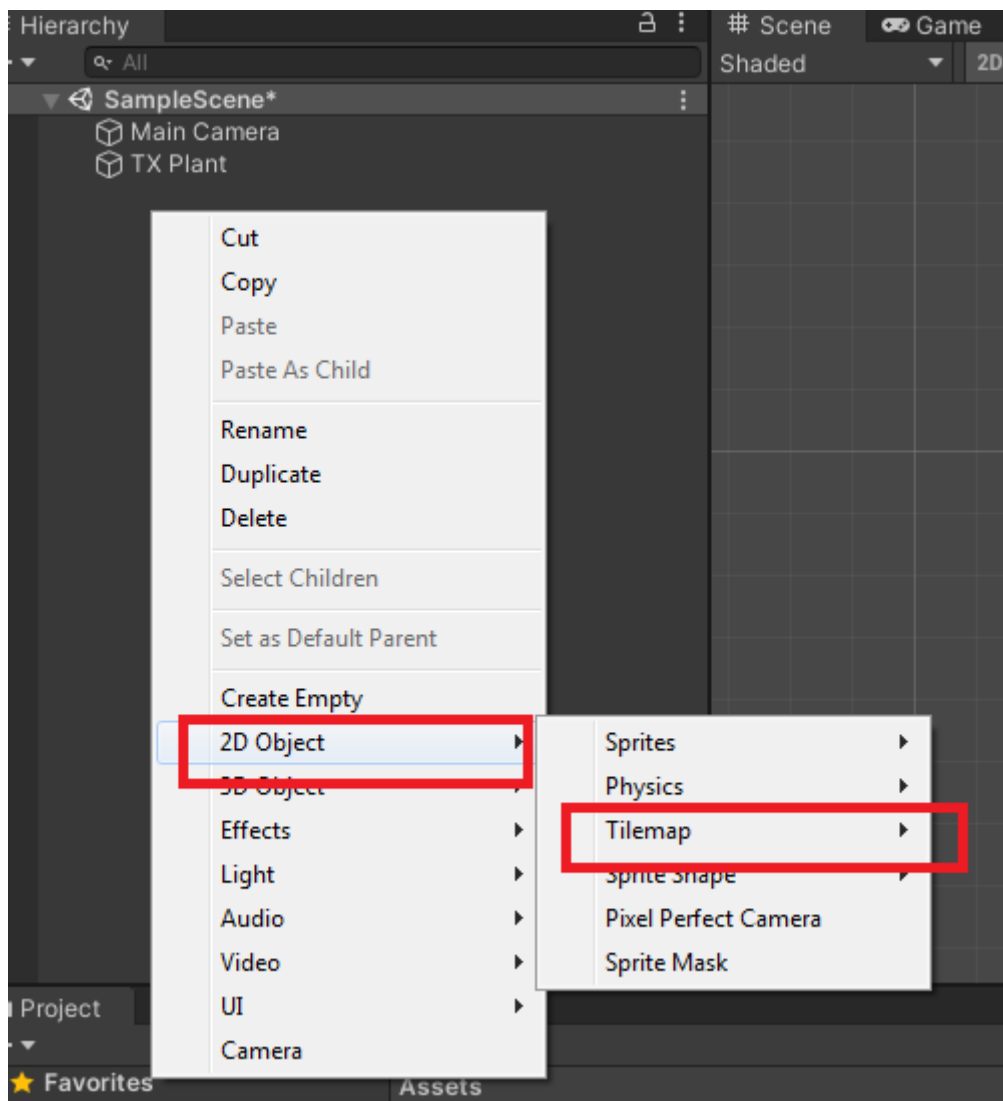 Hierarchy
# Scene
Game
All
Shaded
2D
SampleScene*
Main Camera
TX Plant
Cut
Copy
Paste
Paste As Child
Rename
Duplicate
Delete
Select Children
Set as Default Parent
Create Empty
2D Object
3D Object
Effects
Light
Audio
Video
UI
Camera
Sprites
Physics
Tilemap
Sprite Shape
Pixel Perfect Camera
Sprite Mask
Project
Favorites
Assets